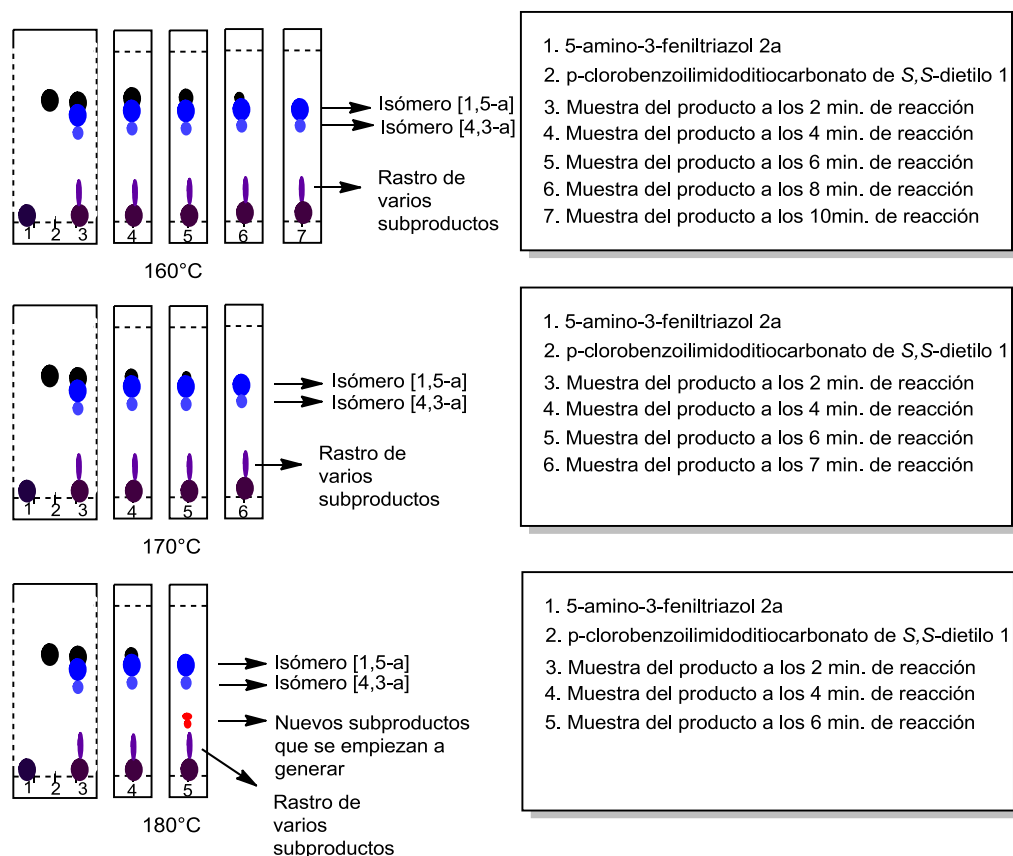 1
2
3
4
5
6
7
160°C
Isómero [1,5-a]
Isómero [4,3-a]
Rastro de
varios
subproductos
1. 5-amino-3-feniltriazol 2a
2. p-clorobenzoilimidoditiocarbonato de S,S-dietilo 1
3. Muestra del producto a los 2 min. de reacción
4. Muestra del producto a los 4 min. de reacción
5. Muestra del producto a los 6 min. de reacción
6. Muestra del producto a los 8 min. de reacción
7. Muestra del producto a los 10min. de reacción
1
2
3
4
5
6
170°C
Isómero [1,5-a]
Isómero [4,3-a]
Rastro de
varios
subproductos
1. 5-amino-3-feniltriazol 2a
2. p-clorobenzoilimidoditiocarbonato de S,S-dietilo 1
3. Muestra del producto a los 2 min. de reacción
4. Muestra del producto a los 4 min. de reacción
5. Muestra del producto a los 6 min. de reacción
6. Muestra del producto a los 7 min. de reacción
1
2
3
4
5
180°C
Isómero [1,5-a]
Isómero [4,3-a]
Nuevos subproductos
que se empiezan a
generar
Rastro de
varios
subproductos
1. 5-amino-3-feniltriazol 2a
2. p-clorobenzoilimidoditiocarbonato de S,S-dietilo 1
3. Muestra del producto a los 2 min. de reacción
4. Muestra del producto a los 4 min. de reacción
5. Muestra del producto a los 6 min. de reacción